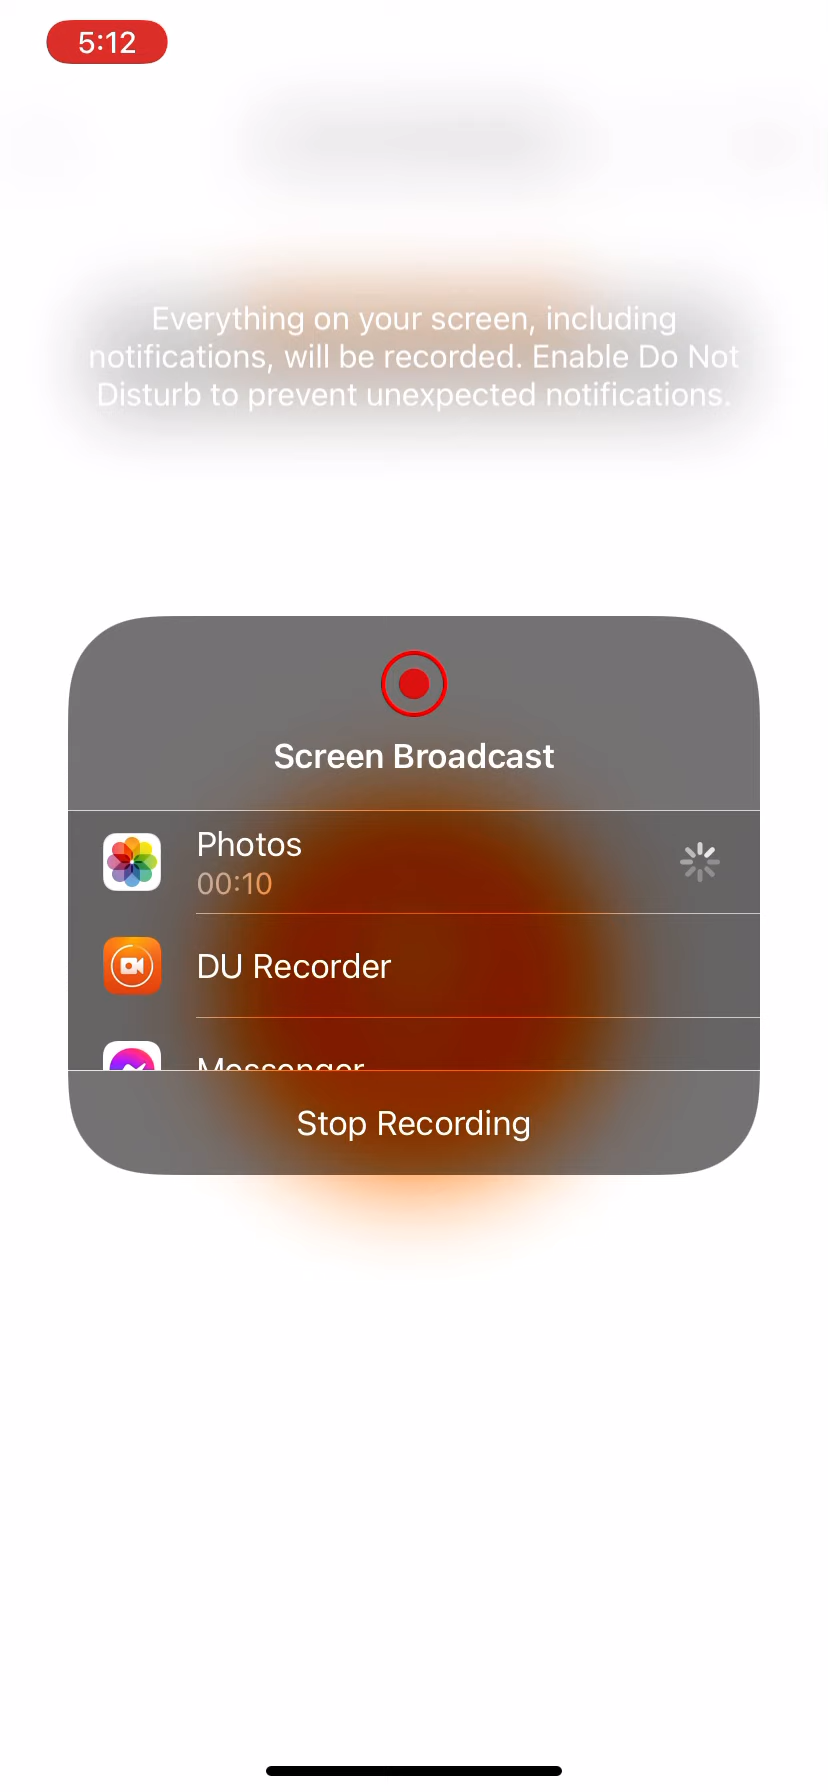 5:12
Everything on your screen, including
notifications, will be recorded. Enable Do Not
Disturb to prevent unexpected notifications.
Screen Broadcast
Photos
00:10
DU Recorder
Messenger
Stop Recording